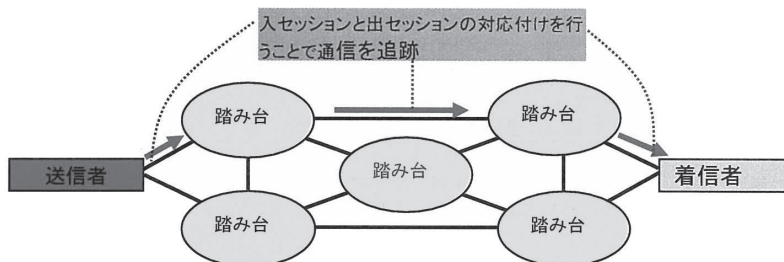 入セッションと出セッションの対応付けを行
うことで通信を追跡
踏み台
踏み台
送信者
踏み台
着信者
踏み台
踏み台